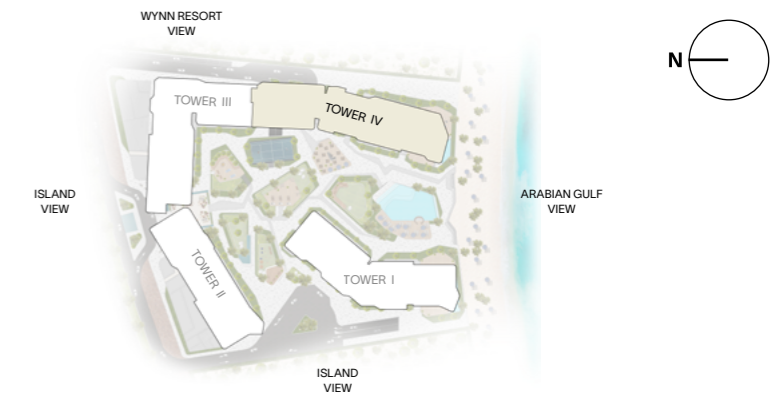 WYNN RESORT
VIEW
N
TOWER III
TOWER IV
ISLAND
VIEW
ARABIAN GULF
VIEW
TOWER II
TOWER I
ISLAND
VIEW